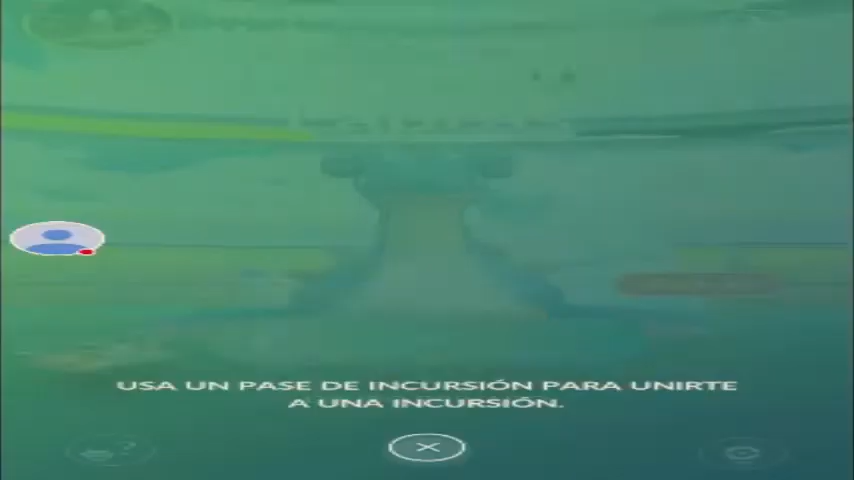 USA UN PASE DE INCURSIÓN PARA UNIRTE
A UNA INCURSIÓN.